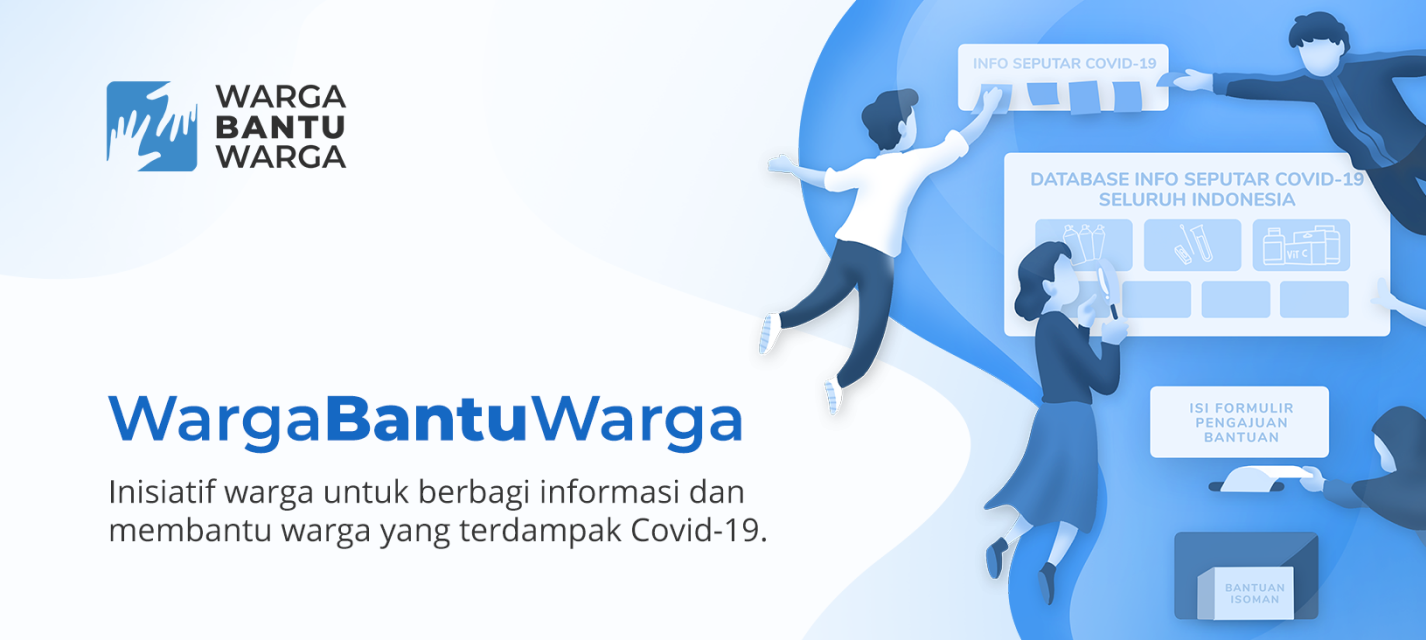 WARGA
BANTU
WARGA
WargaBantuWarga
Inisiatif warga untuk berbagi informasi dan
membantu warga yang terdampak Covid-19.
INFO SEPUTAR COVID-19
DATABASE INFO SEPUTAR COVID-19
SELURUH INDONESIA
Vit C
ISI FORMULIR
PENGAJUAN
BANTUAN
BANTUAN
ISOMAN